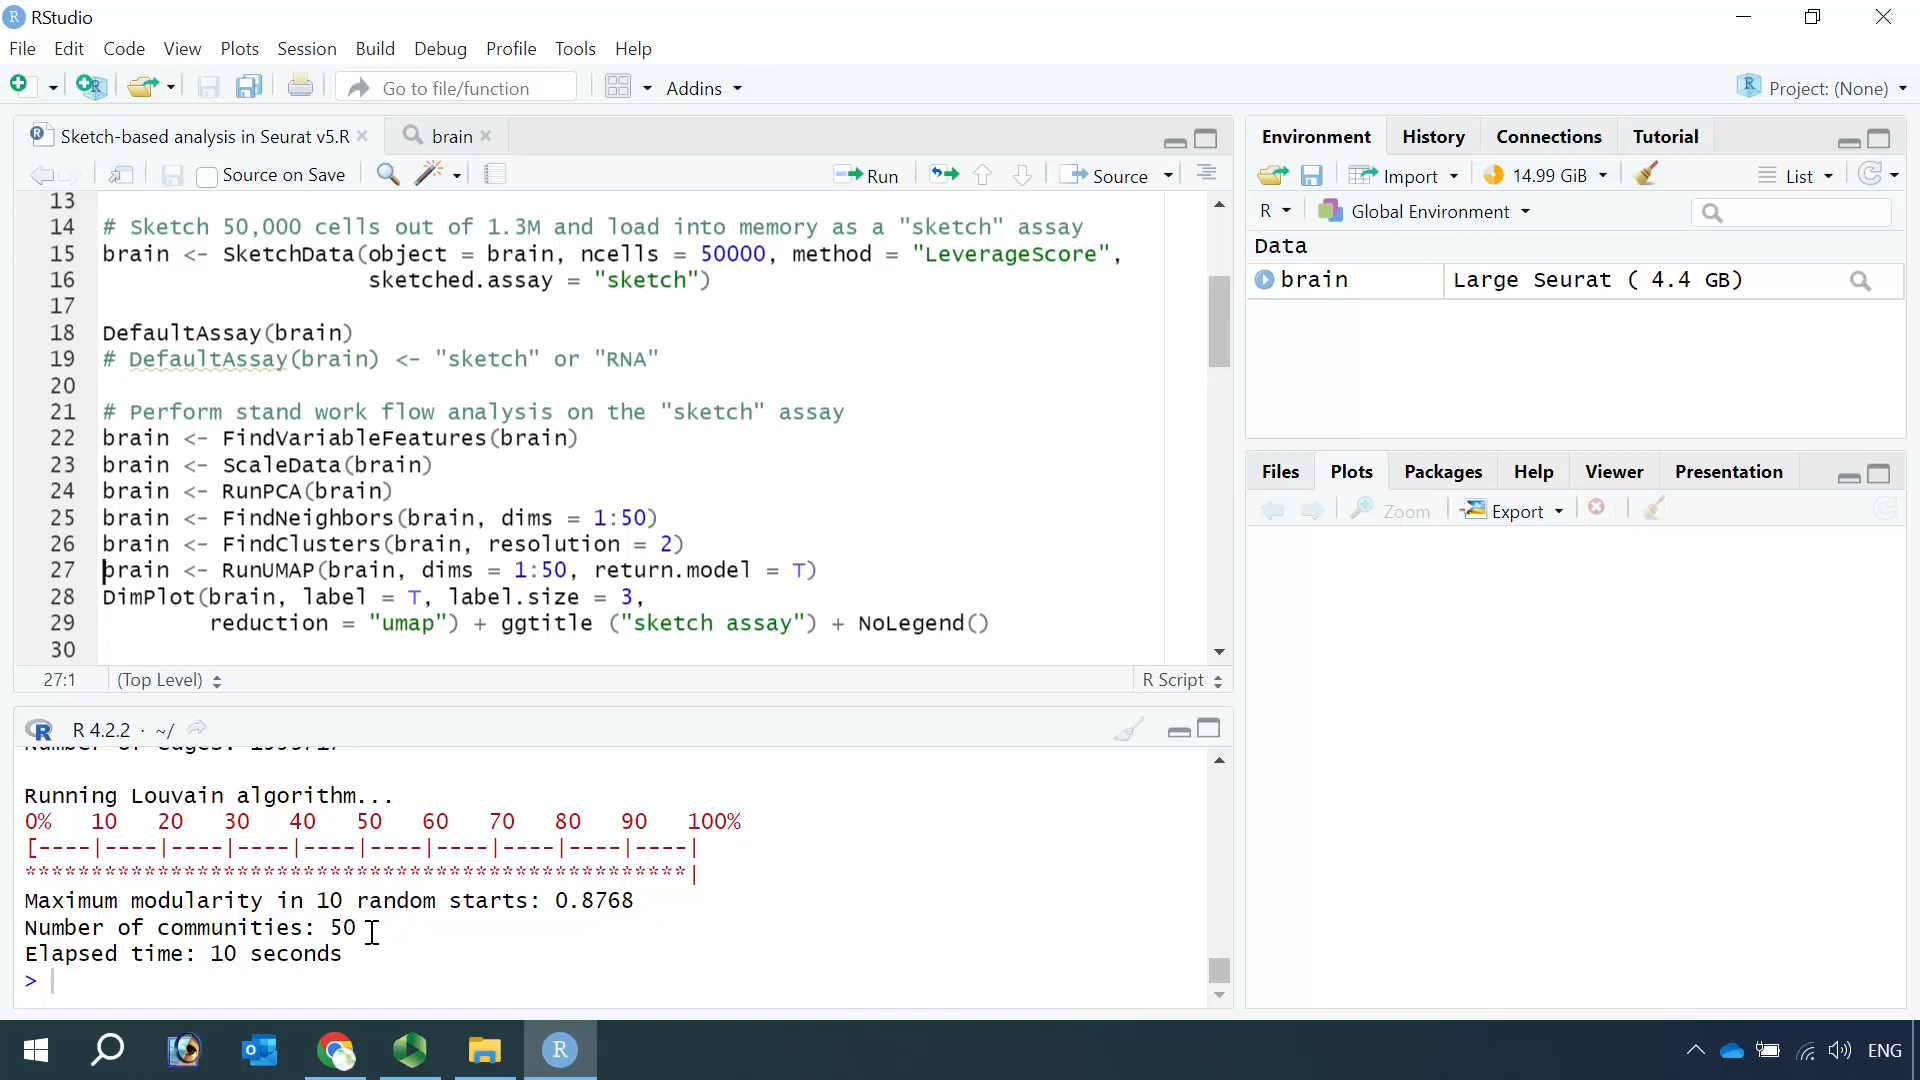 RStudio
File Edit Code View Plots Session Build Debug Profile Tools Help
Go to file/function
Addins
Project: (None)
Sketch-based analysis in Seurat v5.R
brain
Source on Save
Run
Source
13
14 # Sketch 50,000 cells out of 1.3M and load into memory as a "sketch" assay
15 brain <- SketchData(object = brain, ncells = 50000, method = "LeverageScore",
16 sketched.assay = "sketch")
17
18 DefaultAssay(brain)
19 # DefaultAssay(brain) <- "sketch" or "RNA"
20
21 # Perform stand work flow analysis on the "sketch" assay
22 brain <- FindVariableFeatures(brain)
23 brain <- ScaleData(brain)
24 brain <- RunPCA(brain)
25 brain <- FindNeighbors(brain, dims = 1:50)
26 brain <- FindClusters(brain, resolution = 2)
27 brain <- RunUMAP(brain, dims = 1:50, return.model = T)
28 DimPlot(brain, label = T, label.size = 3,
29 reduction = "umap") + ggtitle ("sketch assay") + NoLegend()
30
27:1 (Top Level) R Script
R 4.2.2 · ~/
Running Louvain algorithm...
0% 10 20 30 40 50 60 70 80 90 100%
[----|----|----|----|----|----|----|----|----|----|
**************************************************|
Maximum modularity in 10 random starts: 0.8768
Number of communities: 50
Elapsed time: 10 seconds
>
Environment History Connections Tutorial
Import 14.99 GiB List
R Global Environment
Data
brain Large Seurat ( 4.4 GB)
Files Plots Packages Help Viewer Presentation
Zoom Export
ENG